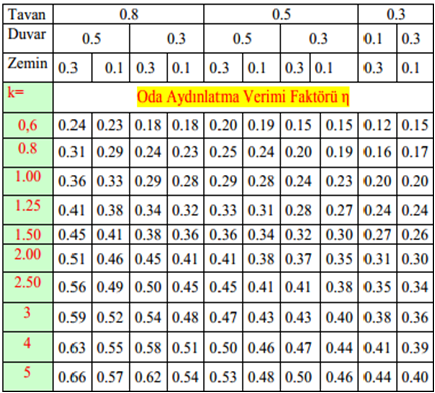 Tavan 0.8 0.5 0.3
Duvar 0.5 0.3 0.5 0.3 0.1 0.3
Zemin 0.3 0.1 0.3 0.1 0.3 0.1 0.3 0.1 0.3 0.1
k= Oda Aydınlatma Verimi Faktörü η
0,6 0.24 0.23 0.18 0.18 0.20 0.19 0.15 0.15 0.12 0.15
0.8 0.31 0.29 0.24 0.23 0.25 0.24 0.20 0.19 0.16 0.17
1.00 0.36 0.33 0.29 0.28 0.29 0.28 0.24 0.23 0.20 0.20
1.25 0.41 0.38 0.34 0.32 0.33 0.31 0.28 0.27 0.24 0.24
1.50 0.45 0.41 0.38 0.36 0.36 0.34 0.32 0.30 0.27 0.26
2.00 0.51 0.46 0.45 0.41 0.41 0.38 0.37 0.35 0.31 0.30
2.50 0.56 0.49 0.50 0.45 0.45 0.41 0.41 0.38 0.35 0.34
3 0.59 0.52 0.54 0.48 0.47 0.43 0.43 0.40 0.38 0.36
4 0.63 0.55 0.58 0.51 0.50 0.46 0.47 0.44 0.41 0.39
5 0.66 0.57 0.62 0.54 0.53 0.48 0.50 0.46 0.44 0.40